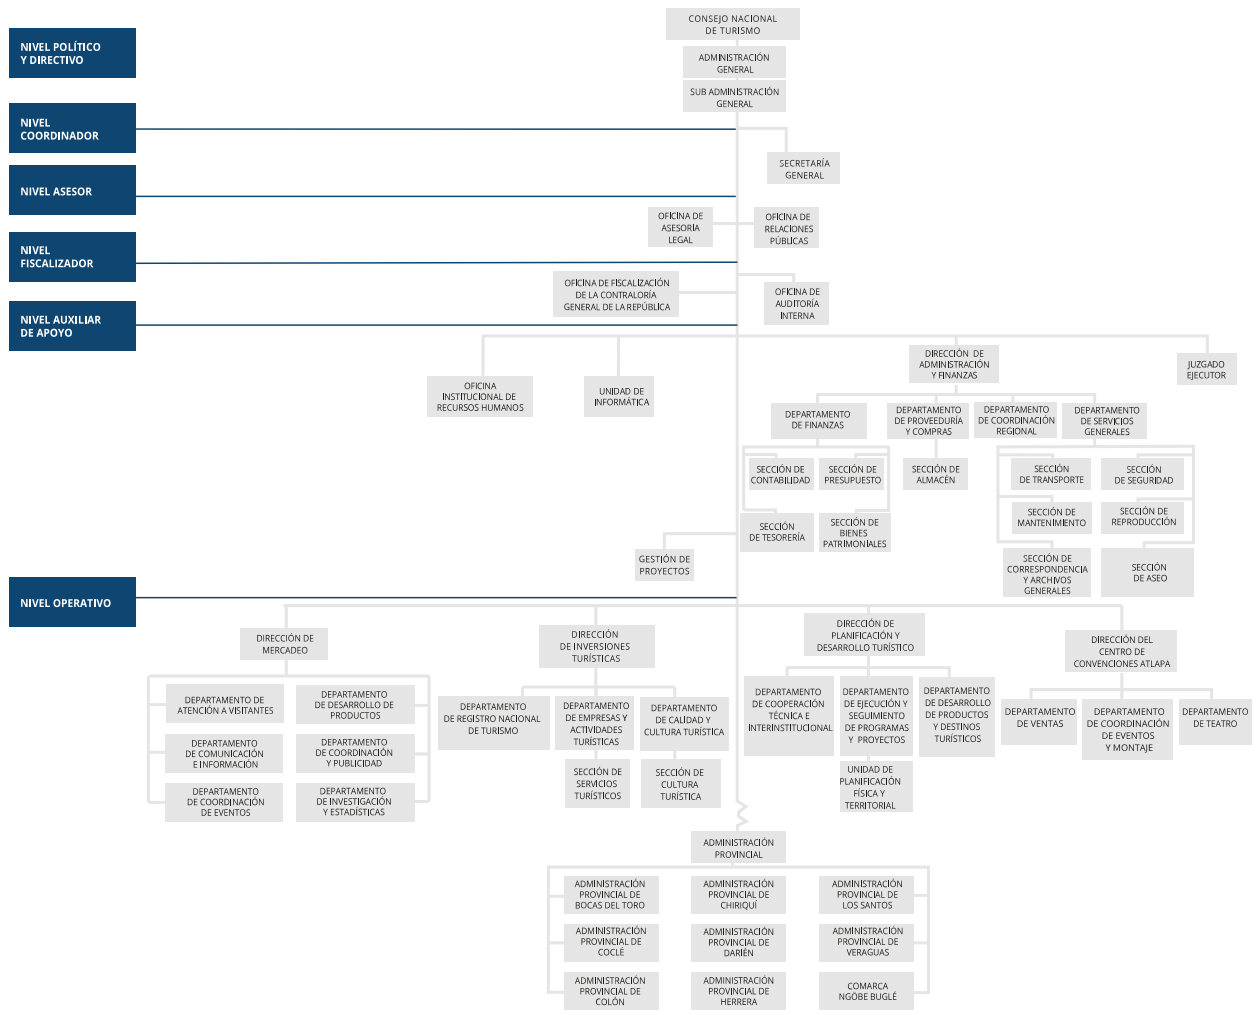 NIVEL POLÍTICO
Y DIRECTIVO
CONSEJO NACIONAL
DE TURISMO
ADMINISTRACIÓN
GENERAL
SUB ADMINISTRACIÓN
GENERAL
NIVEL
COORDINADOR
SECRETARÍA
GENERAL
NIVEL ASESOR
OFICINA DE
ASESORÍA
LEGAL
OFICINA DE
RELACIONES
PÚBLICAS
NIVEL
FISCALIZADOR
OFICINA DE FISCALIZACIÓN
DE LA CONTRALORÍA
GENERAL DE LA REPÚBLICA
OFICINA DE
AUDITORÍA
INTERNA
NIVEL AUXILIAR
DE APOYO
OFICINA
INSTITUCIONAL DE
RECURSOS HUMANOS
UNIDAD DE
INFORMÁTICA
DIRECCIÓN DE
ADMINISTRACIÓN
Y FINANZAS
JUZGADO
EJECUTOR
DEPARTAMENTO
DE FINANZAS
DEPARTAMENTO
DE PROVEEDURÍA
Y COMPRAS
DEPARTAMENTO
DE COORDINACIÓN
REGIONAL
DEPARTAMENTO
DE SERVICIOS
GENERALES
SECCIÓN DE
CONTABILIDAD
SECCIÓN DE
PRESUPUESTO
SECCIÓN DE
ALMACÉN
SECCIÓN
DE TRANSPORTE
SECCIÓN
DE SEGURIDAD
SECCIÓN
DE TESORERÍA
SECCIÓN DE
BIENES
PATRIMONIALES
SECCIÓN DE
MANTENIMIENTO
SECCIÓN DE
REPRODUCCIÓN
GESTIÓN DE
PROYECTOS
SECCIÓN DE
CORRESPONDENCIA
Y ARCHIVOS
GENERALES
SECCIÓN
DE ASEO
NIVEL OPERATIVO
DIRECCIÓN DE
MERCADEO
DIRECCIÓN
DE INVERSIONES
TURÍSTICAS
DIRECCIÓN DE
PLANIFICACIÓN Y
DESARROLLO TURÍSTICO
DIRECCIÓN DEL
CENTRO DE
CONVENCIONES ATLAPA
DEPARTAMENTO DE
ATENCIÓN A VISITANTES
DEPARTAMENTO
DE DESARROLLO DE
PRODUCTOS
DEPARTAMENTO
DE COMUNICACIÓN
E INFORMACIÓN
DEPARTAMENTO
DE COORDINACIÓN
Y PUBLICIDAD
DEPARTAMENTO
DE COORDINACIÓN
DE EVENTOS
DEPARTAMENTO
DE INVESTIGACIÓN
Y ESTADÍSTICAS
DEPARTAMENTO
DE REGISTRO NACIONAL
DE TURISMO
DEPARTAMENTO
DE EMPRESAS Y
ACTIVIDADES
TURÍSTICAS
DEPARTAMENTO
DE CALIDAD Y
CULTURA TURÍSTICA
SECCIÓN DE
SERVICIOS
TURÍSTICOS
SECCIÓN DE
CULTURA
TURÍSTICA
DEPARTAMENTO
DE COOPERACIÓN
TÉCNICA E
INTERINSTITUCIONAL
DEPARTAMENTO
DE EJECUCIÓN Y
SEGUIMIENTO
DE PROGRAMAS
Y PROYECTOS
DEPARTAMENTO
DE DESARROLLO
DE PRODUCTOS
Y DESTINOS
TURÍSTICOS
UNIDAD DE
PLANIFICACIÓN
FÍSICA Y
TERRITORIAL
DEPARTAMENTO
DE VENTAS
DEPARTAMENTO
DE COORDINACIÓN
DE EVENTOS
Y MONTAJE
DEPARTAMENTO
DE TEATRO
ADMINISTRACIÓN
PROVINCIAL
ADMINISTRACIÓN
PROVINCIAL DE
BOCAS DEL TORO
ADMINISTRACIÓN
PROVINCIAL DE
CHIRIQUÍ
ADMINISTRACIÓN
PROVINCIAL DE
LOS SANTOS
ADMINISTRACIÓN
PROVINCIAL DE
COCLÉ
ADMINISTRACIÓN
PROVINCIAL DE
DARIÉN
ADMINISTRACIÓN
PROVINCIAL DE
VERAGUAS
ADMINISTRACIÓN
PROVINCIAL DE
COLÓN
ADMINISTRACIÓN
PROVINCIAL DE
HERRERA
COMARCA
NGÖBE BUGLÉ